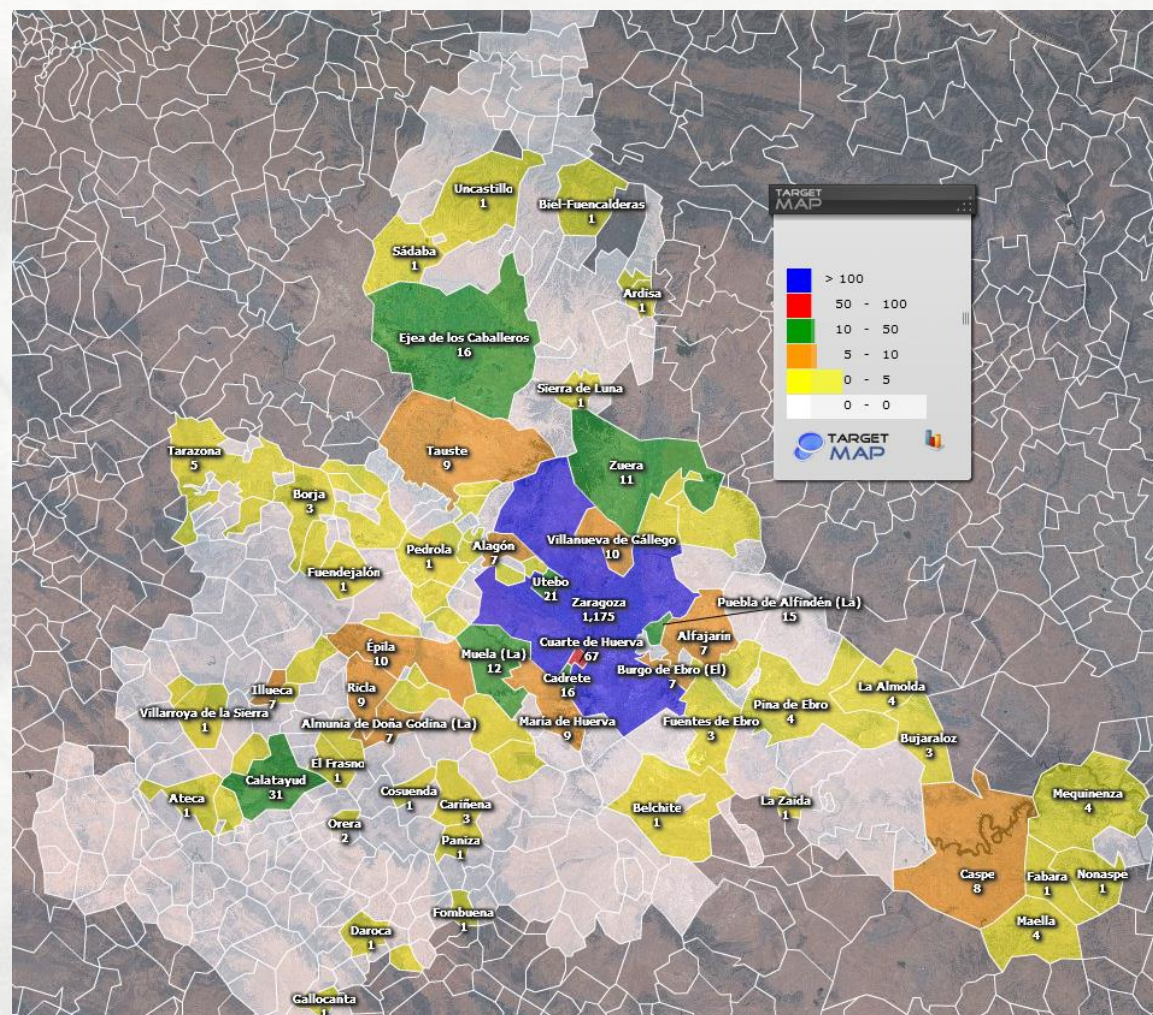 Uncastillo
1
Biel-Fuencalderas
1
TARGET
MAP
Sádaba
1
> 100
50 - 100
10 - 50
5 - 10
0 - 5
0 - 0
TARGET
MAP
Ardisa
1
Ejea de los Caballeros
16
Sierra de Luna
1
Tauste
9
Tarazona
5
Zuera
11
Borja
3
Villanueva de Gállego
10
Pedrola
1
Alagón
7
Fuendejalón
1
Utebo
21
Zaragoza
1,175
Puebla de Alfindén (La)
15
Alfajarín
7
Cuarte de Huerva
67
Épila
10
Muela (La)
12
Burgo de Ebro (El)
7
Cadrete
16
Illueca
7
Ricla
9
La Almolda
4
Villarroya de la Sierra
1
Almunia de Doña Godina (La)
7
María de Huerva
9
Fuentes de Ebro
3
Pina de Ebro
4
Bujaraloz
3
El Frasno
1
Calatayud
31
Ateca
1
Cosuenda
1
Cariñena
3
Belchite
1
La Zaida
1
Mequinenza
4
Orera
2
Paniza
1
Caspe
8
Fabara
1
Nonaspe
1
Fombuena
1
Maella
4
Daroca
1
Gallocanta
1